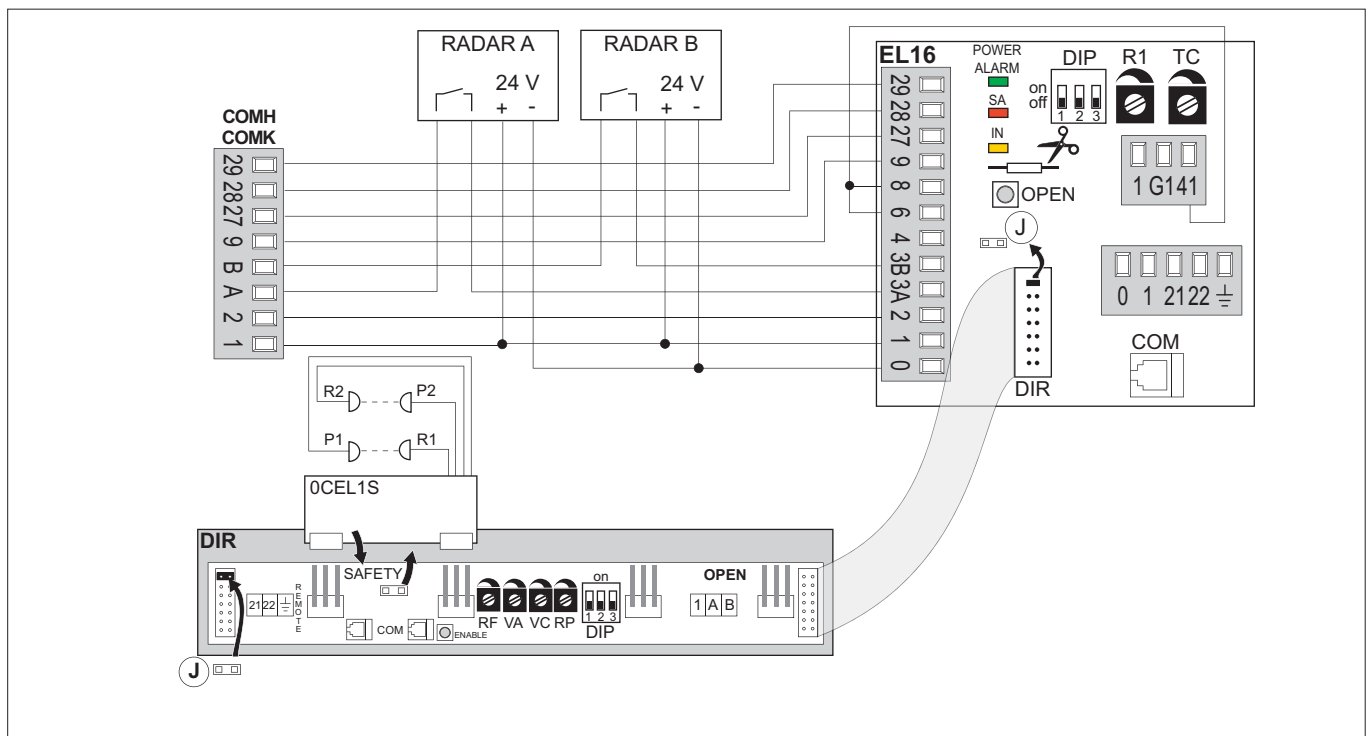 RADAR A
24 V
+ -
RADAR B
24 V
+ -
COMH
COMK
29
28
27
9
B
A
2
1
EL16
29
28
27
9
8
6
4
3B
3A
2
1
0
POWER
ALARM
SA
IN
DIP
on
off
1 2 3
R1
TC
OPEN
1 G141
J
0 1 2122
COM
DIR
R2 P2
P1 R1
0CEL1S
DIR
SAFETY
21 22
REMOTE
COM
ENABLE
RF VA VC RP
on
1 2 3
DIP
OPEN
1 A B
J